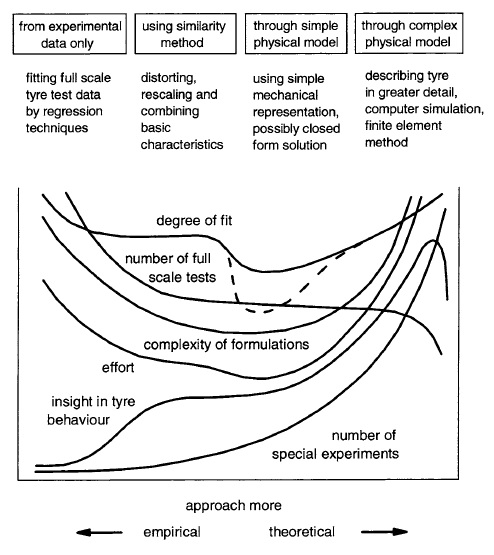 from experimental
data only
using similarity
method
through simple
physical model
through complex
physical model
fitting full scale
tyre test data
by regression
techniques
distorting,
rescaling and
combining
basic
characteristics
using simple
mechanical
representation,
possibly closed
form solution
describing tyre
in greater detail,
computer simulation,
finite element
method
degree of fit
number of full
scale tests
complexity of formulations
effort
insight in tyre
behaviour
number of
special experiments
approach more
empirical
theoretical